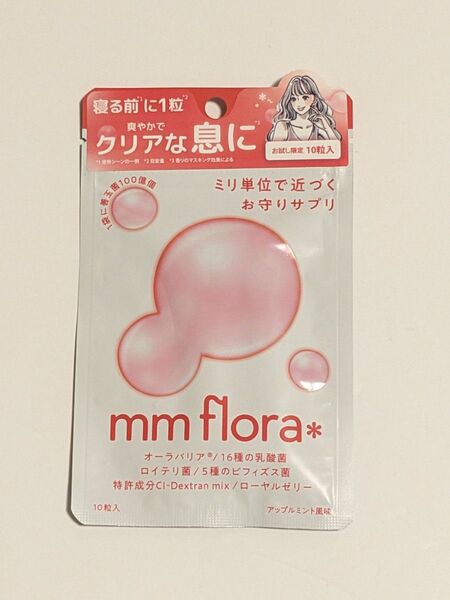 寝る前*1に1粒*2
爽やかで
クリアな息に*3
*1 使用シーンの一例 *2 目安量 *3 香りのマスキング効果による
お試し限定 10粒入
1袋に善玉菌100億個
ミリ単位で近づく
お守りサプリ
mm flora*
オーラバリア®/16種の乳酸菌
ロイテリ菌/5種のビフィズス菌
特許成分CI-Dextran mix/ローヤルゼリー
10粒入
アップルミント風味